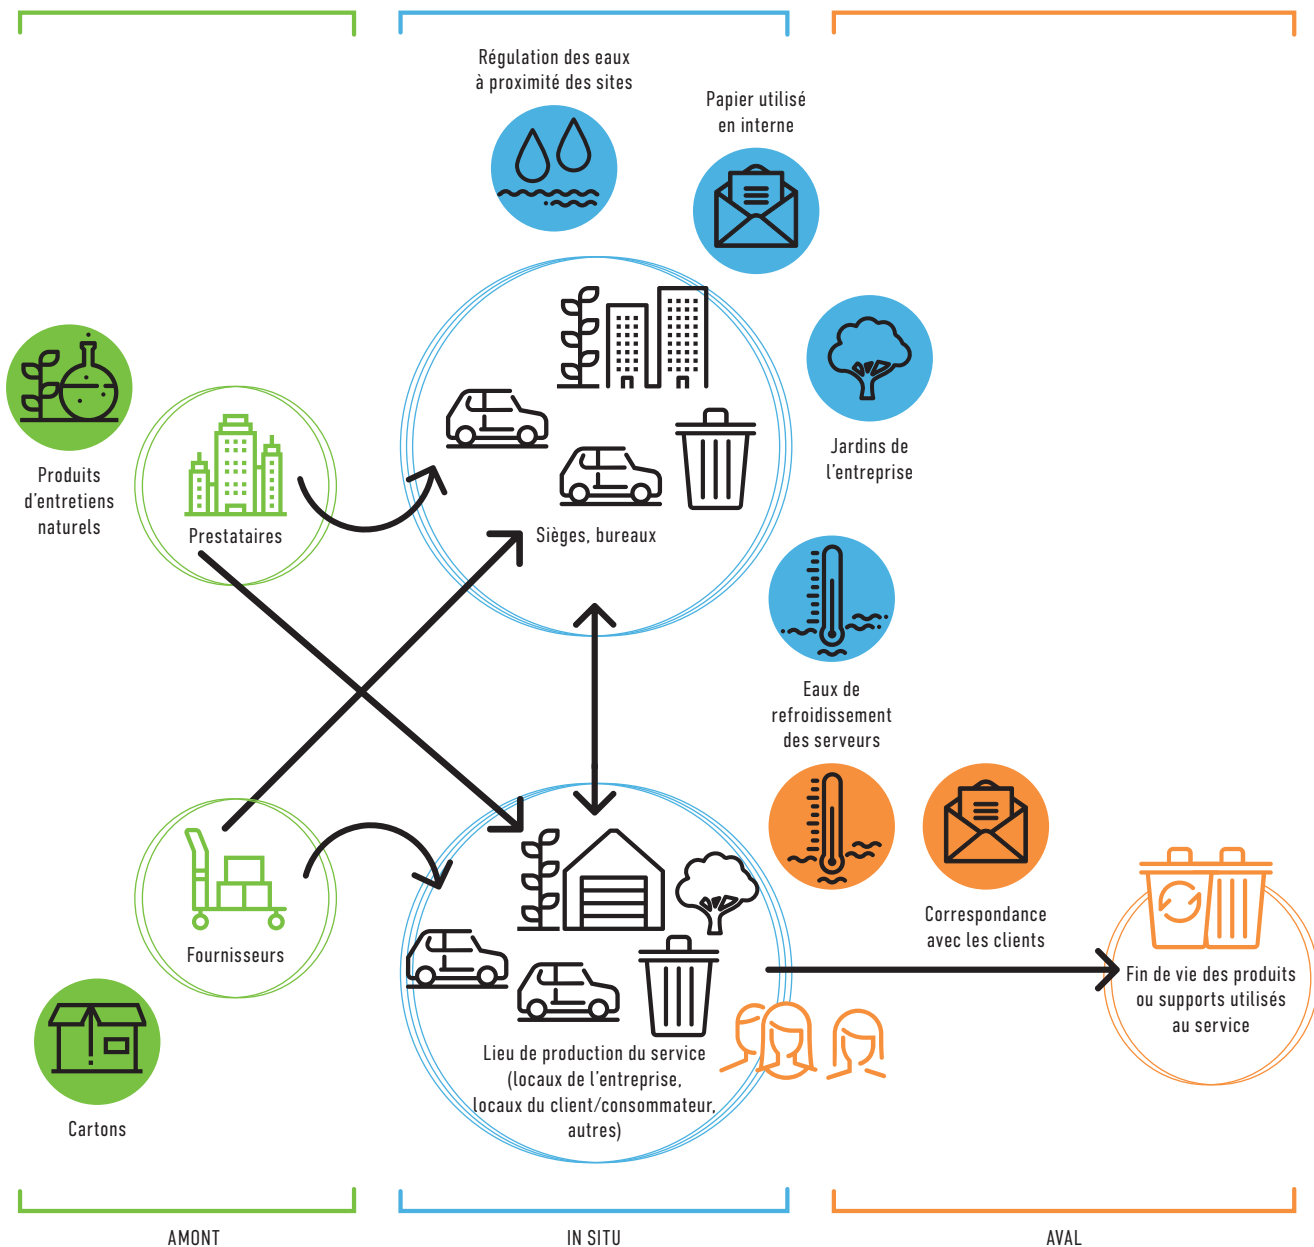 Régulation des eaux
à proximité des sites
Papier utilisé
en interne
Jardins de
l'entreprise
Produits
d'entretiens
naturels
Prestataires
Sièges, bureaux
Eaux de
refroidissement
des serveurs
Fournisseurs
Cartons
Lieu de production du service
(locaux de l'entreprise,
locaux du client/consommateur,
autres)
Correspondance
avec les clients
Fin de vie des produits
ou supports utilisés
au service
AMONT
IN SITU
AVAL